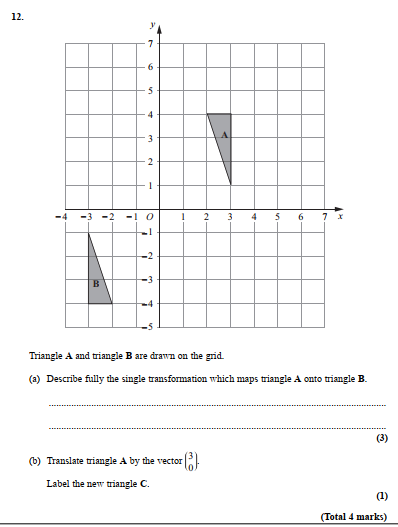 12.
y
7
6
5
4
A
3
2
1
-4 -3 -2 -1 O 1 2 3 4 5 6 7 x
-1
-2
B
-3
-4
-5
Triangle A and triangle B are drawn on the grid.
(a) Describe fully the single transformation which maps triangle A onto triangle B.
(3)
(b) Translate triangle A by the vector (3 0).
Label the new triangle C.
(1)
(Total 4 marks)